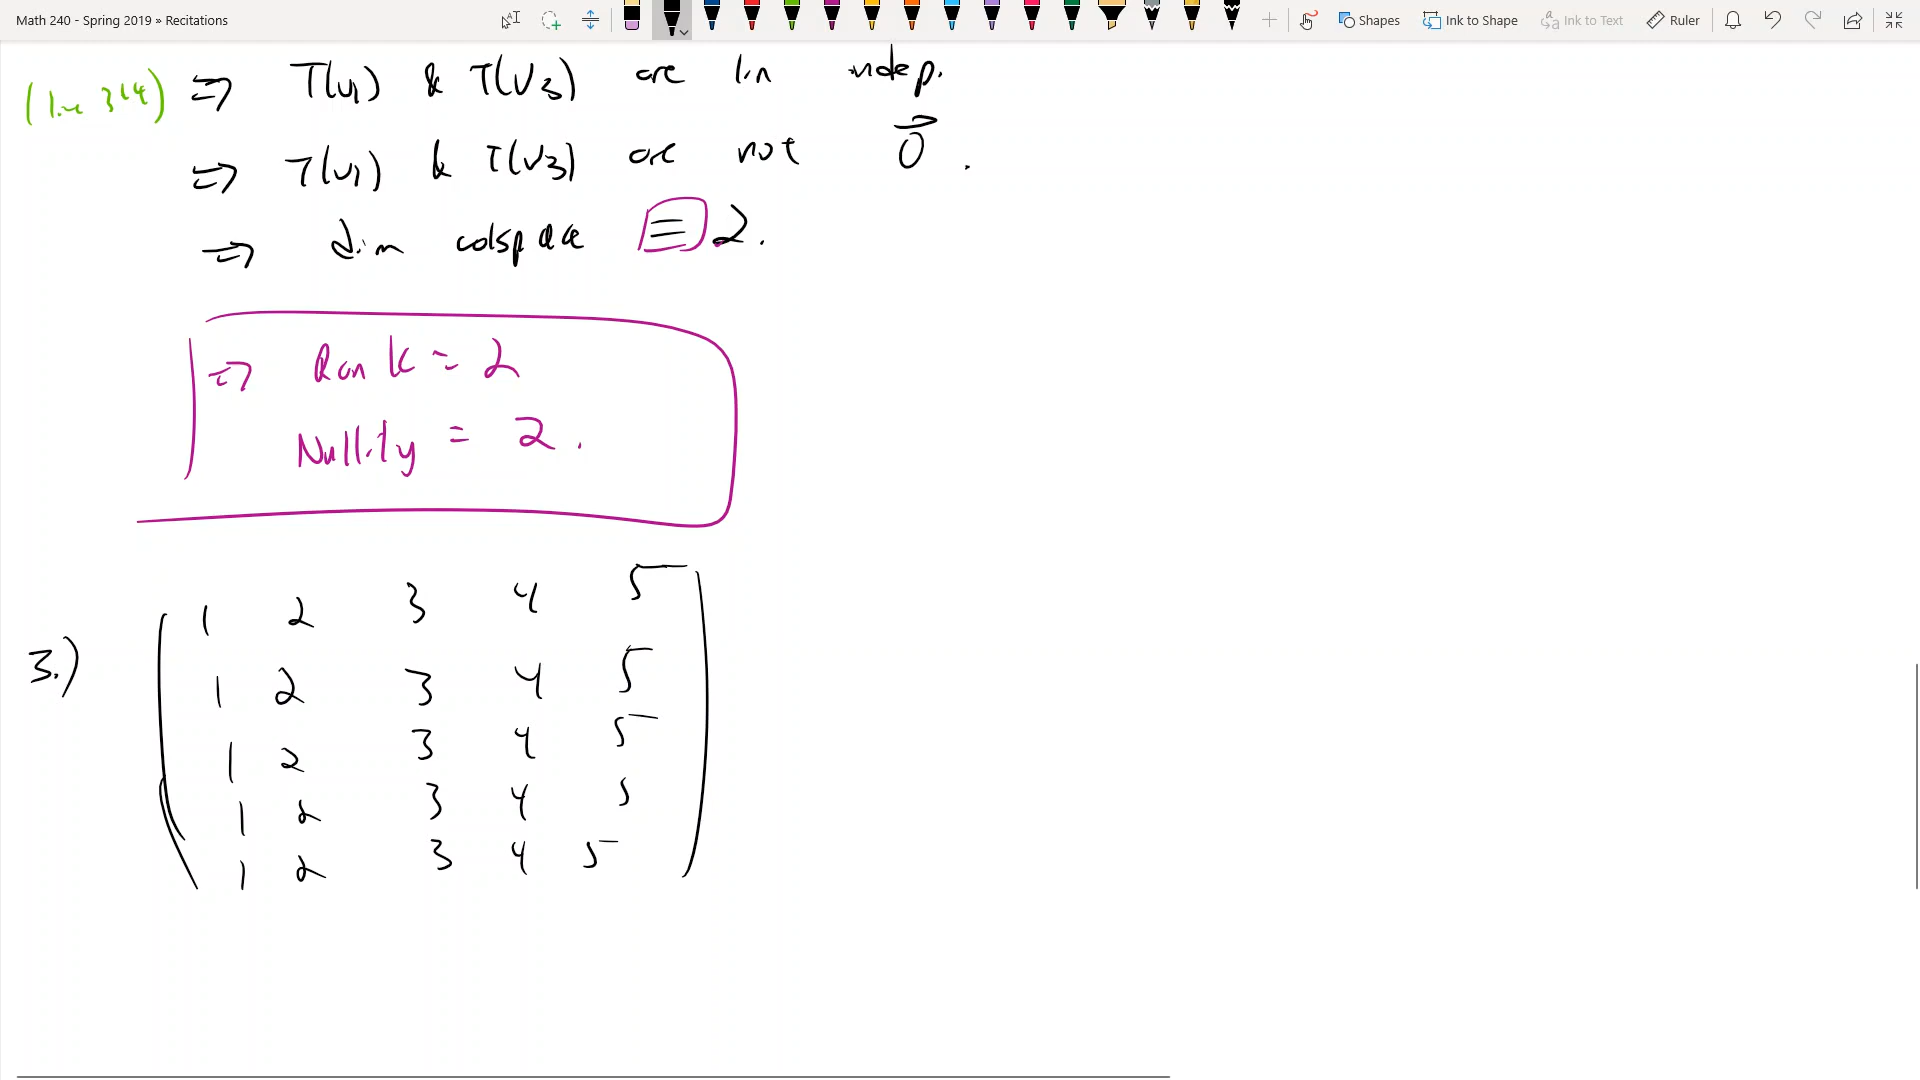 Math 240 - Spring 2019 » Recitations
Shapes Ink to Shape Ink to Text Ruler
(line 3&4) ⇒ T(v1) & T(v3) are lin indep.
⇒ T(v1) & T(v3) are not 0⃗ .
⇒ dim colspace = 2.
⇒ Rank = 2
Nullity = 2.
3.)
1 2 3 4 5
1 2 3 4 5
1 2 3 4 5
1 2 3 4 5
1 2 3 4 5